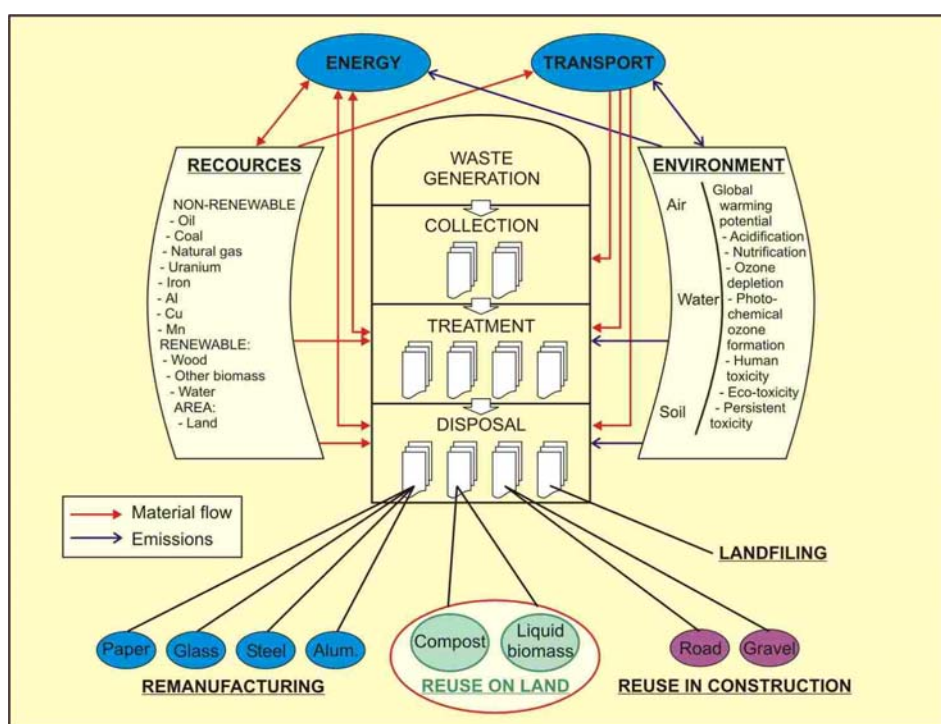 ENERGY
TRANSPORT
RECOURCES
NON-RENEWABLE
- Oil
- Coal
- Natural gas
- Uranium
- Iron
- Al
- Cu
- Mn
RENEWABLE:
- Wood
- Other biomass
- Water
AREA:
- Land
WASTE
GENERATION
COLLECTION
TREATMENT
DISPOSAL
ENVIRONMENT
Air
Water
Soil
Global
warming
potential
- Acidification
- Nutrification
- Ozone
depletion
- Photo-
chemical
ozone
formation
- Human
toxicity
- Eco-toxicity
- Persistent
toxicity
Material flow
Emissions
LANDFILING
Paper
Glass
Steel
Alum.
REMANUFACTURING
Compost
Liquid
biomass
REUSE ON LAND
Road
Gravel
REUSE IN CONSTRUCTION